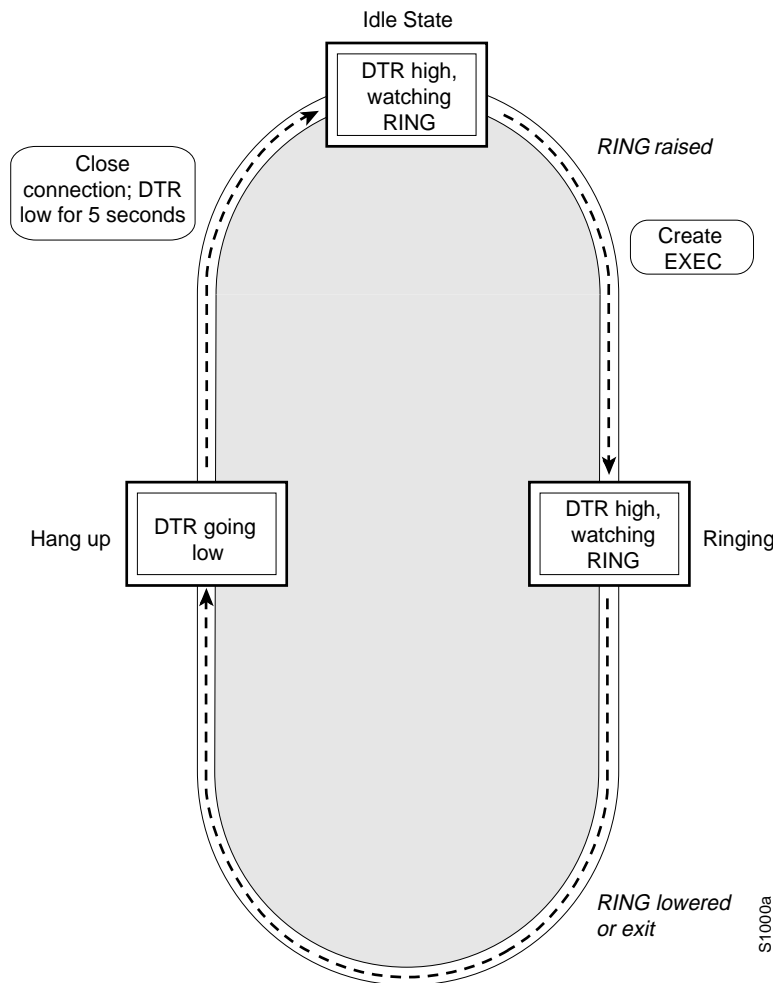 Idle State
DTR high,
watching
RING
RING raised
Close
connection; DTR
low for 5 seconds
Create
EXEC
Hang up
DTR going
low
DTR high,
watching
RING
Ringing
RING lowered
or exit
S1000a